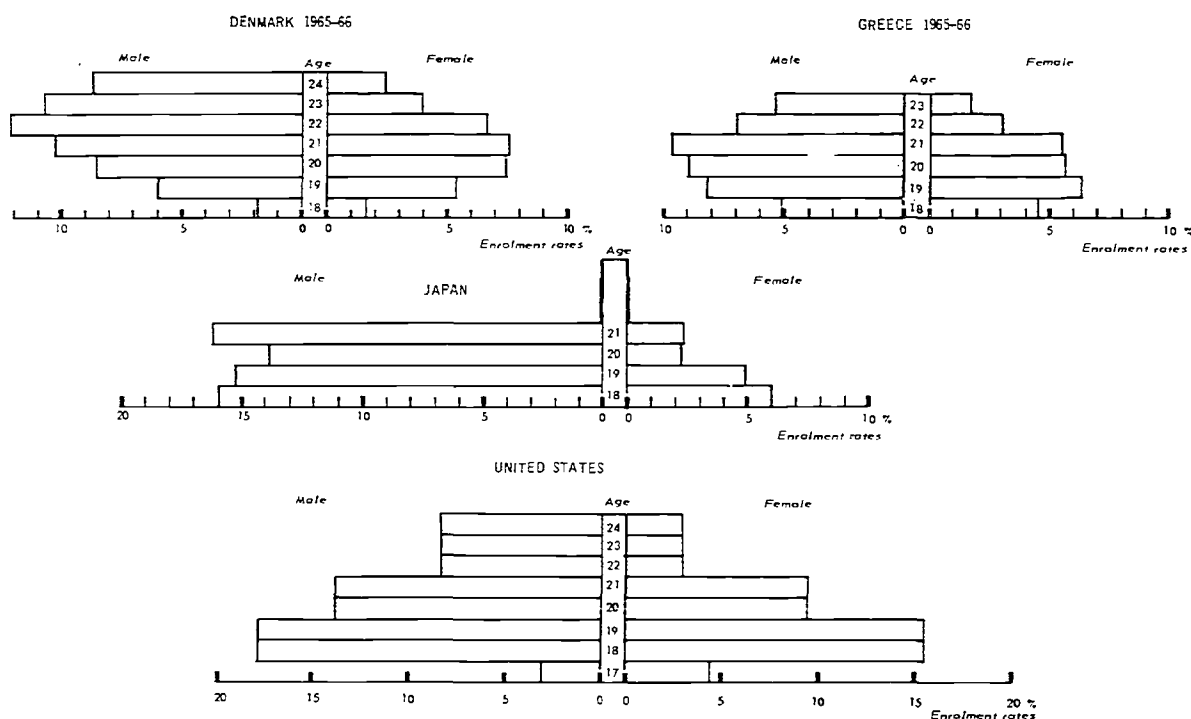 DENMARK 1965-66
Male Age Female
24
23
22
21
20
19
18
10 5 0 0 5 10 %
Enrolment rates
GREECE 1965-66
Male Age Female
23
22
21
20
19
18
10 5 0 0 5 10 %
Enrolment rates
JAPAN
Male Age Female
21
20
19
18
20 15 10 5 0 0 5 10 %
Enrolment rates
UNITED STATES
Male Age Female
24
23
22
21
20
19
18
17
20 15 10 5 0 0 5 10 15 20 %
Enrolment rates